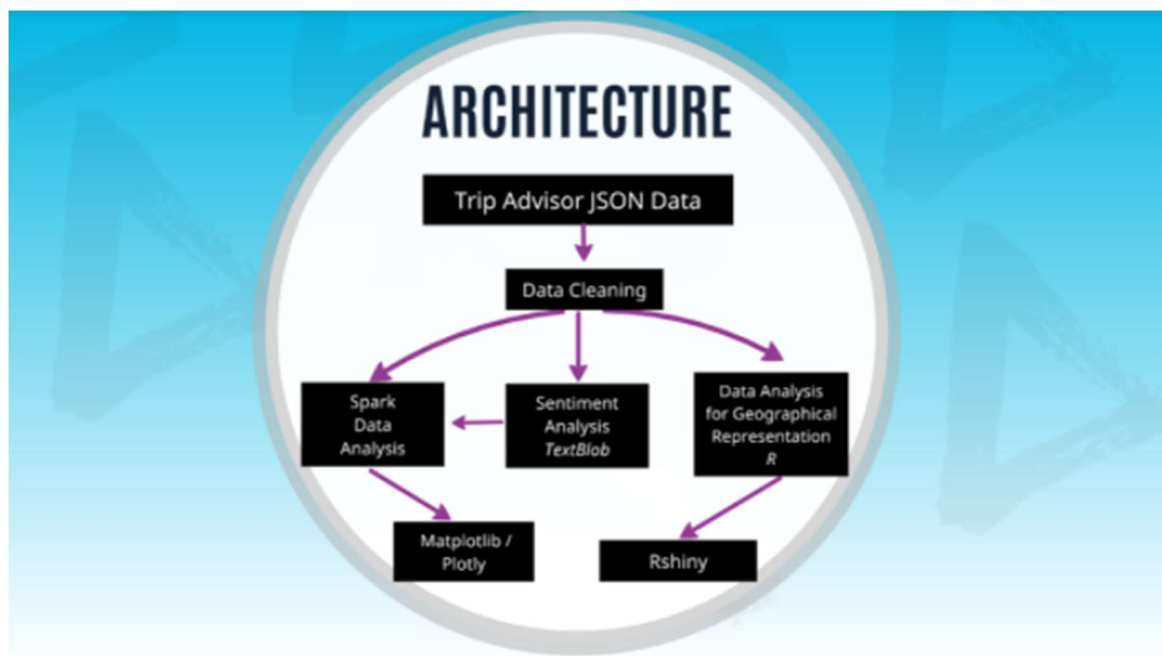 ARCHITECTURE
Trip Advisor JSON Data
Data Cleaning
Spark
Data
Analysis
Sentiment
Analysis
TextBlob
Data Analysis
for Geographical
Representation
R
Matplotlib /
Plotly
Rshiny